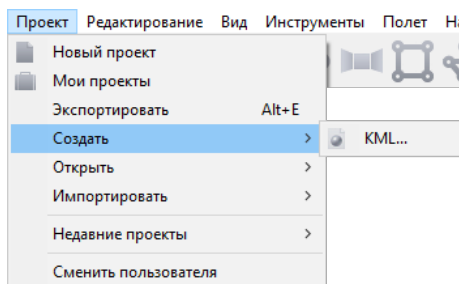 Проект Редактирование Вид Инструменты Полет
Новый проект
Мои проекты
Экспортировать Alt+E
Создать
KML...
Открыть
Импортировать
Недавние проекты
Сменить пользователя